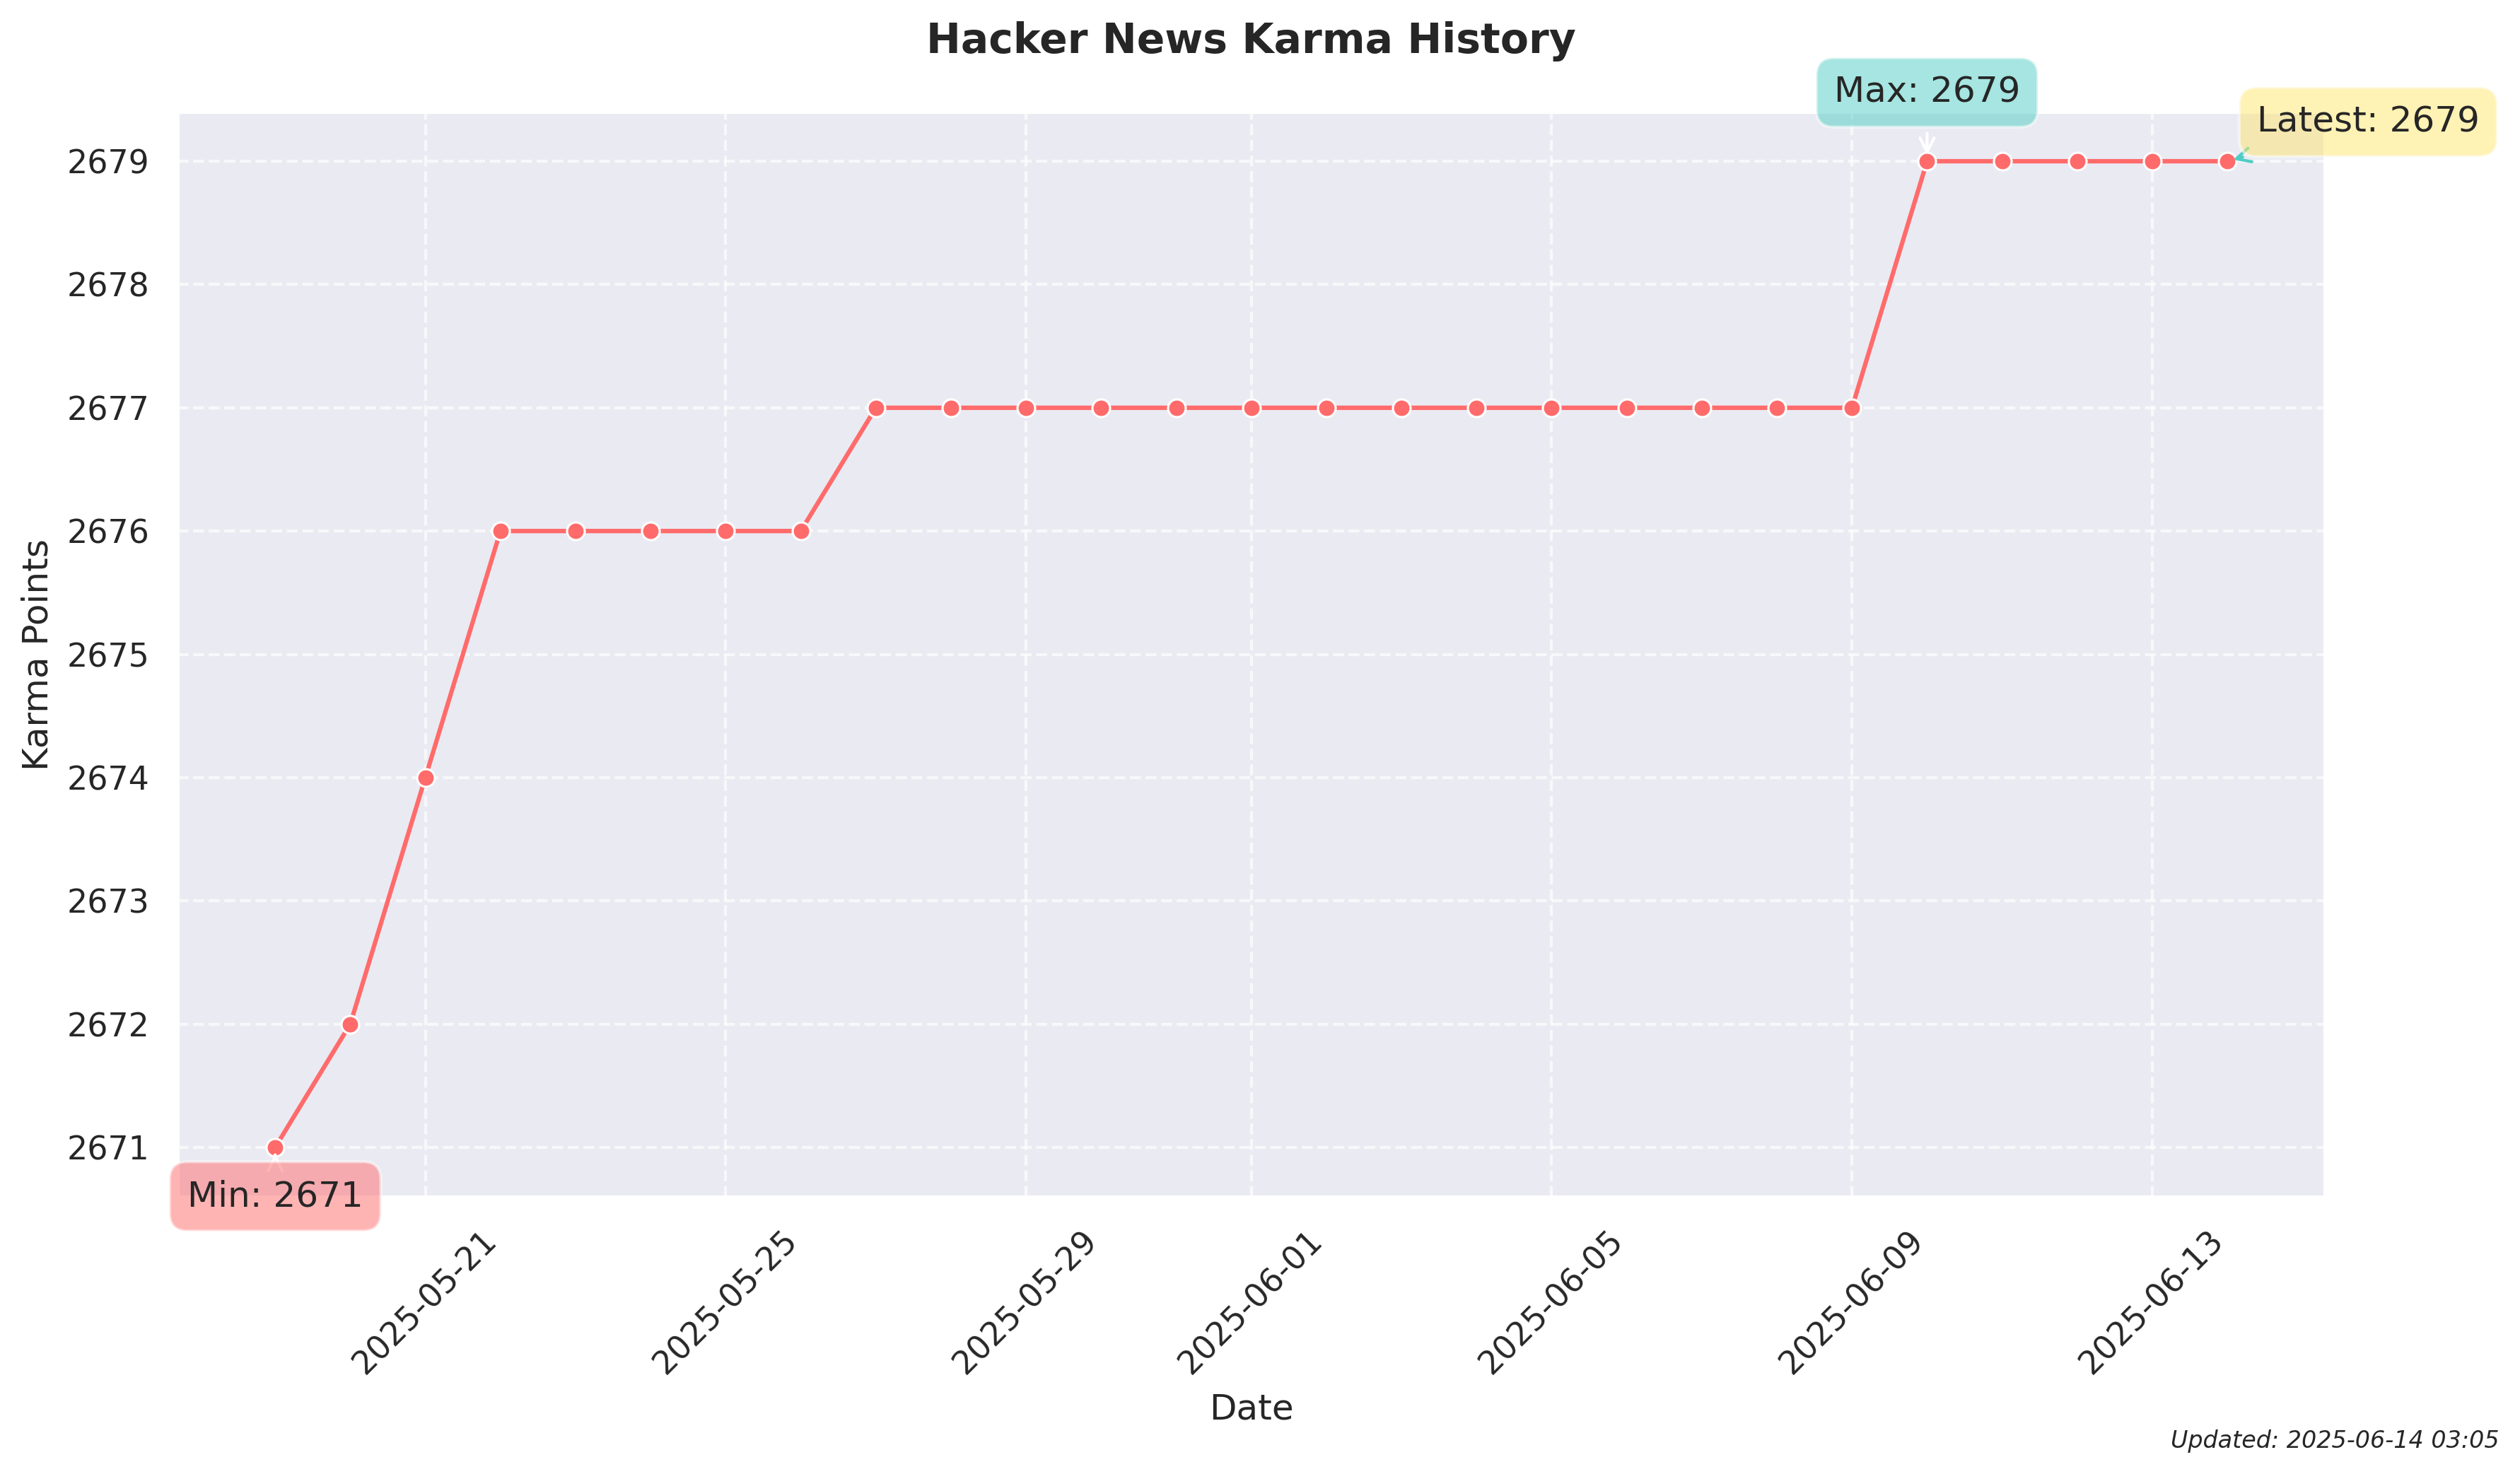 Hacker News Karma History
Max: 2679
Latest: 2679
2679
2678
2677
2676
2675
2674
2673
2672
2671
Karma Points
Min: 2671
2025-05-21
2025-05-25
2025-05-29
2025-06-01
2025-06-05
2025-06-09
2025-06-13
Date
Updated: 2025-06-14 03:05